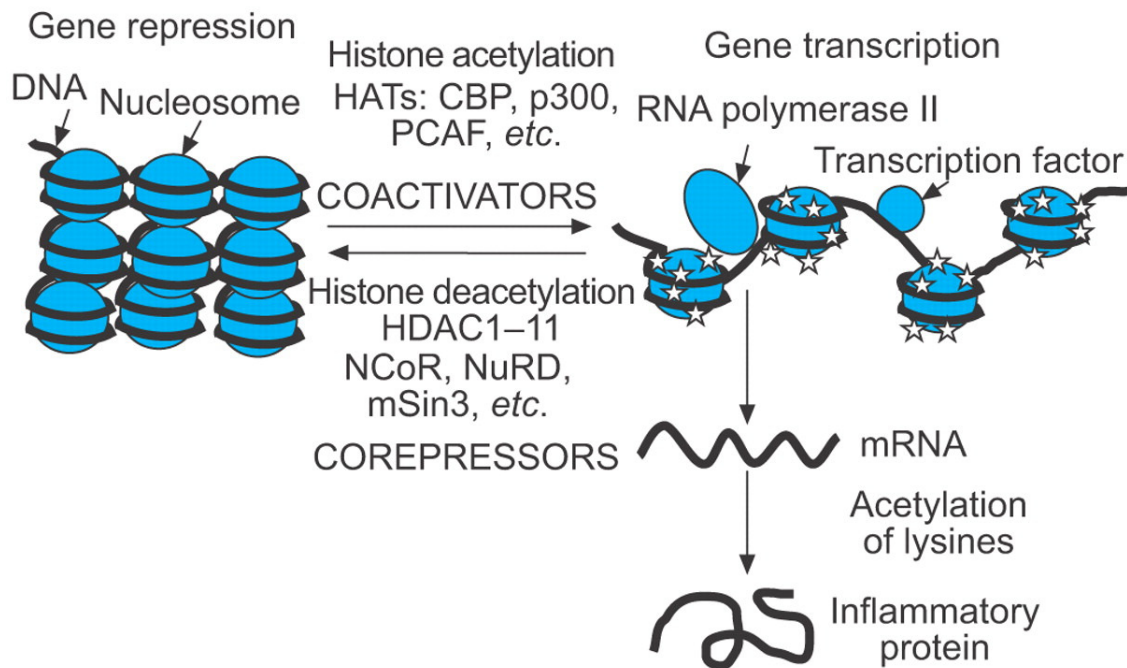 Gene repression
DNA
Nucleosome
Histone acetylation
HATs: CBP, p300,
PCAF, etc.
COACTIVATORS
Histone deacetylation
HDAC1–11
NCoR, NuRD,
mSin3, etc.
COREPRESSORS
Gene transcription
RNA polymerase II
Transcription factor
mRNA
Acetylation
of lysines
Inflammatory
protein